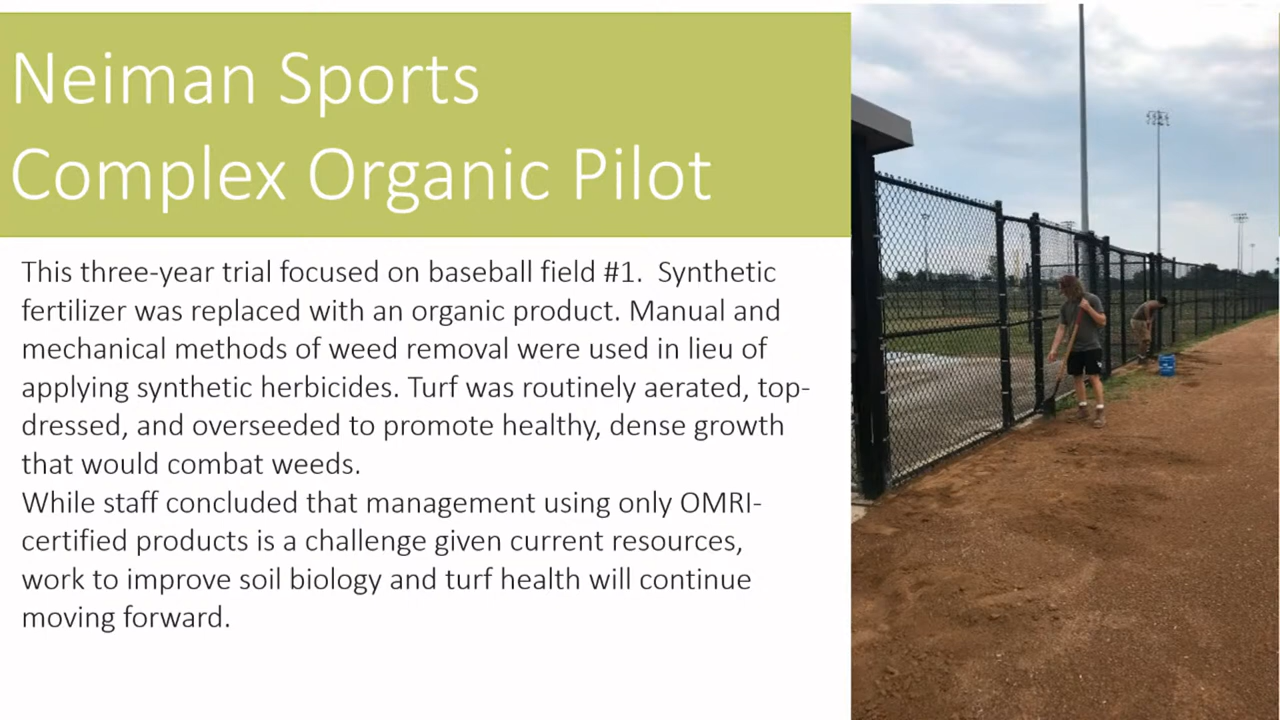 Neiman Sports
Complex Organic Pilot
This three-year trial focused on baseball field #1.  Synthetic
fertilizer was replaced with an organic product. Manual and
mechanical methods of weed removal were used in lieu of
applying synthetic herbicides. Turf was routinely aerated, top-
dressed, and overseeded to promote healthy, dense growth
that would combat weeds.
While staff concluded that management using only OMRI-
certified products is a challenge given current resources,
work to improve soil biology and turf health will continue
moving forward.